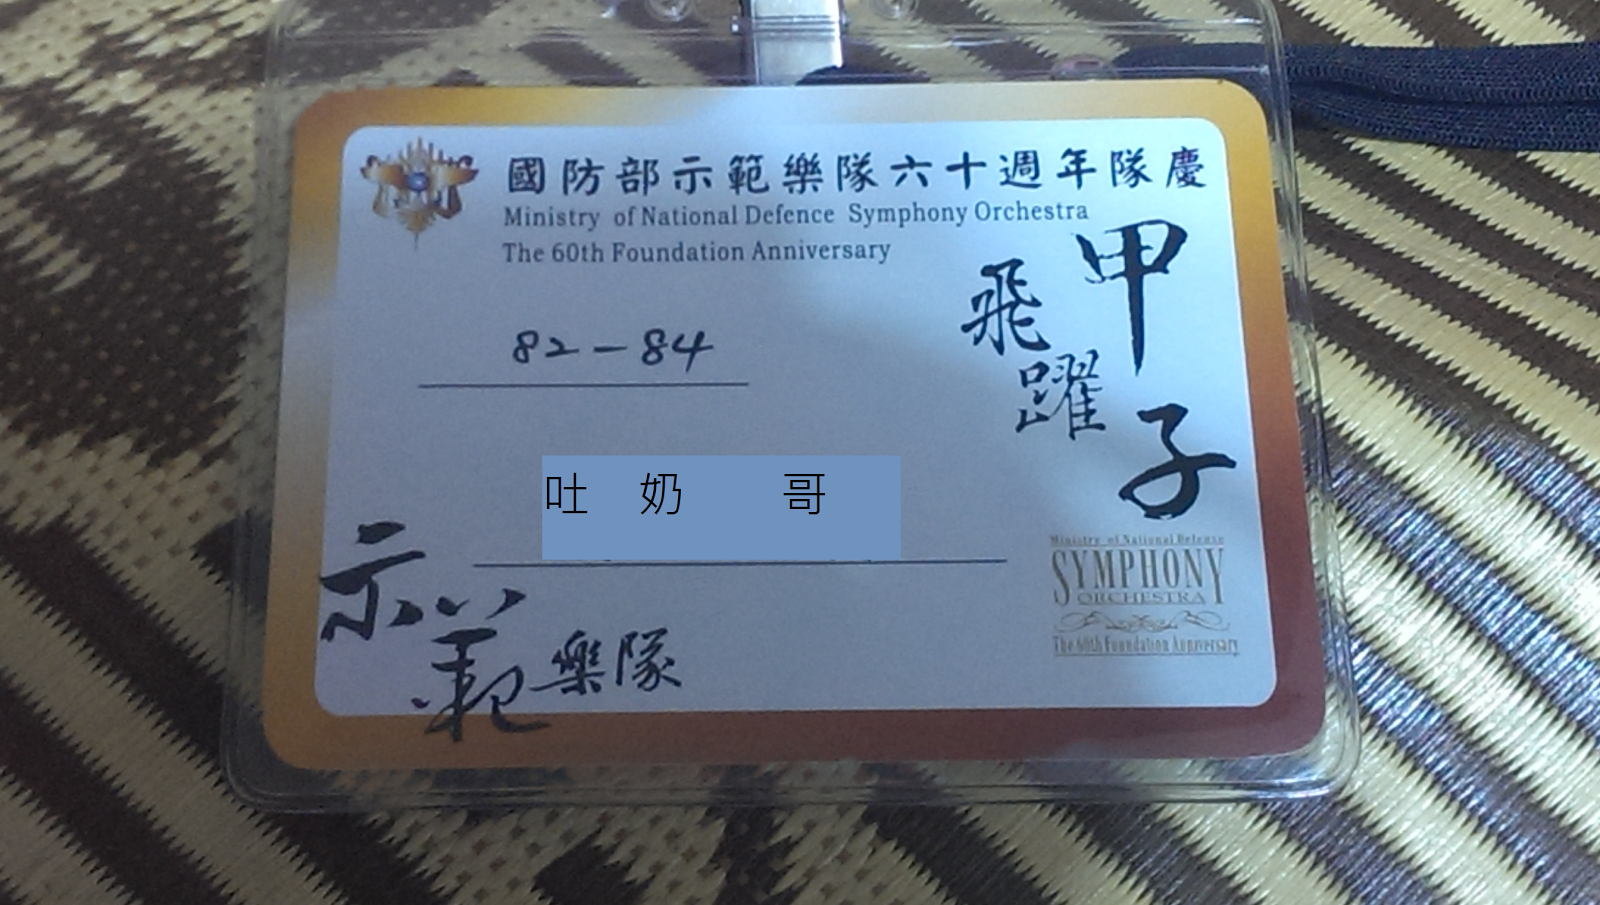 國防部示範樂隊六十週年隊慶
Ministry of National Defence Symphony Orchestra
The 60th Foundation Anniversary
甲子
飛躍
82-84
吐 奶 哥
示範樂隊
Ministry of National Defense
SYMPHONY
ORCHESTRA
The 60th Foundation Anniversary